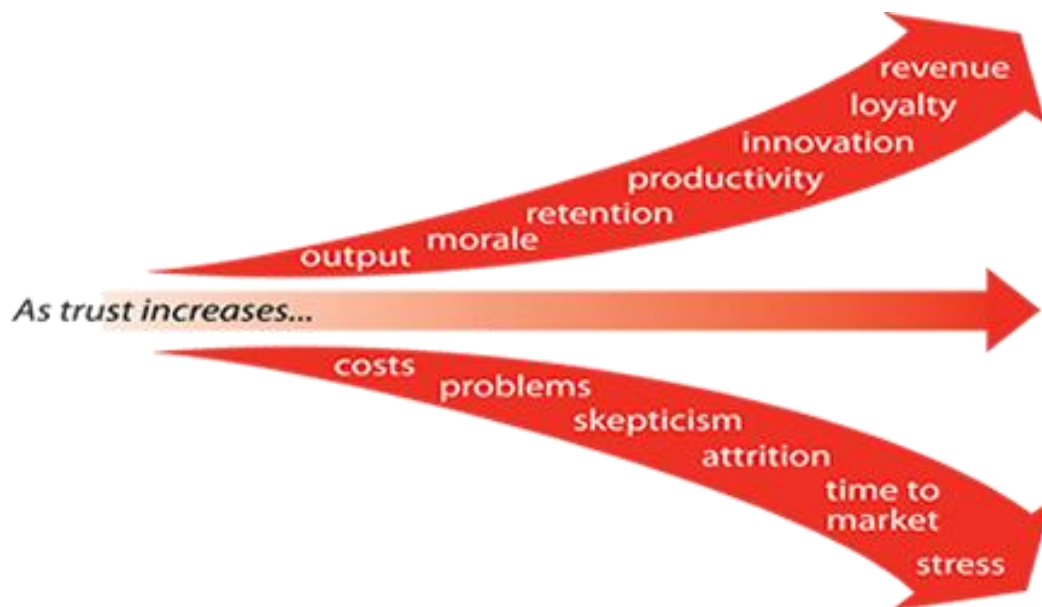 revenue
loyalty
innovation
productivity
retention
morale
output
As trust increases...
costs
problems
skepticism
attrition
time to
market
stress